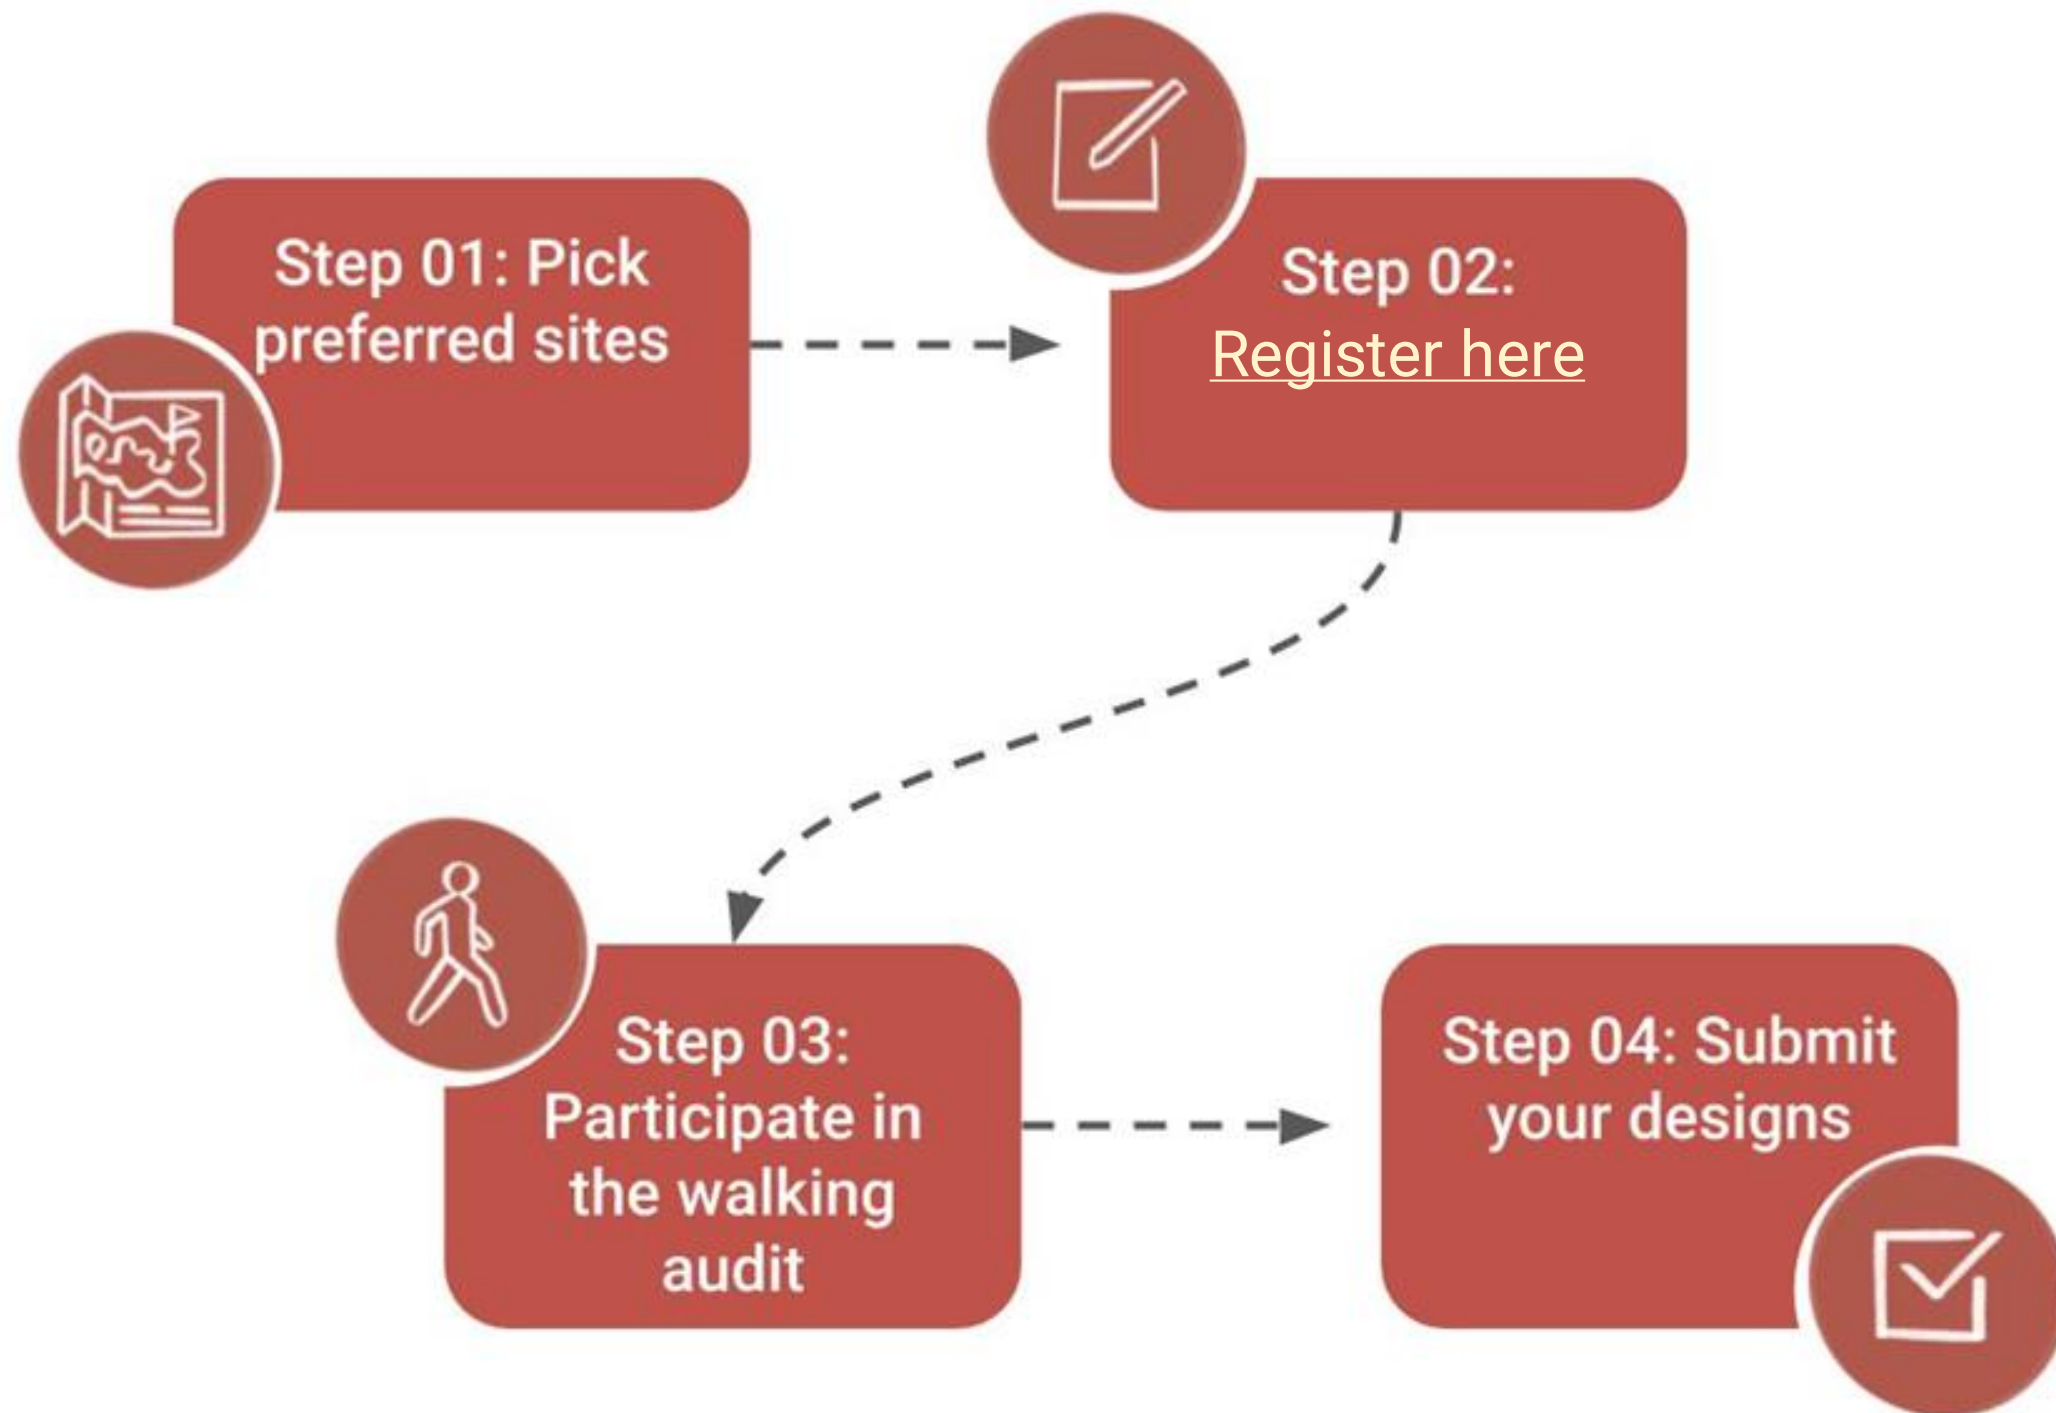 Step 01: Pick
preferred sites
Step 02:
Register here
Step 03:
Participate in
the walking
audit
Step 04: Submit
your designs